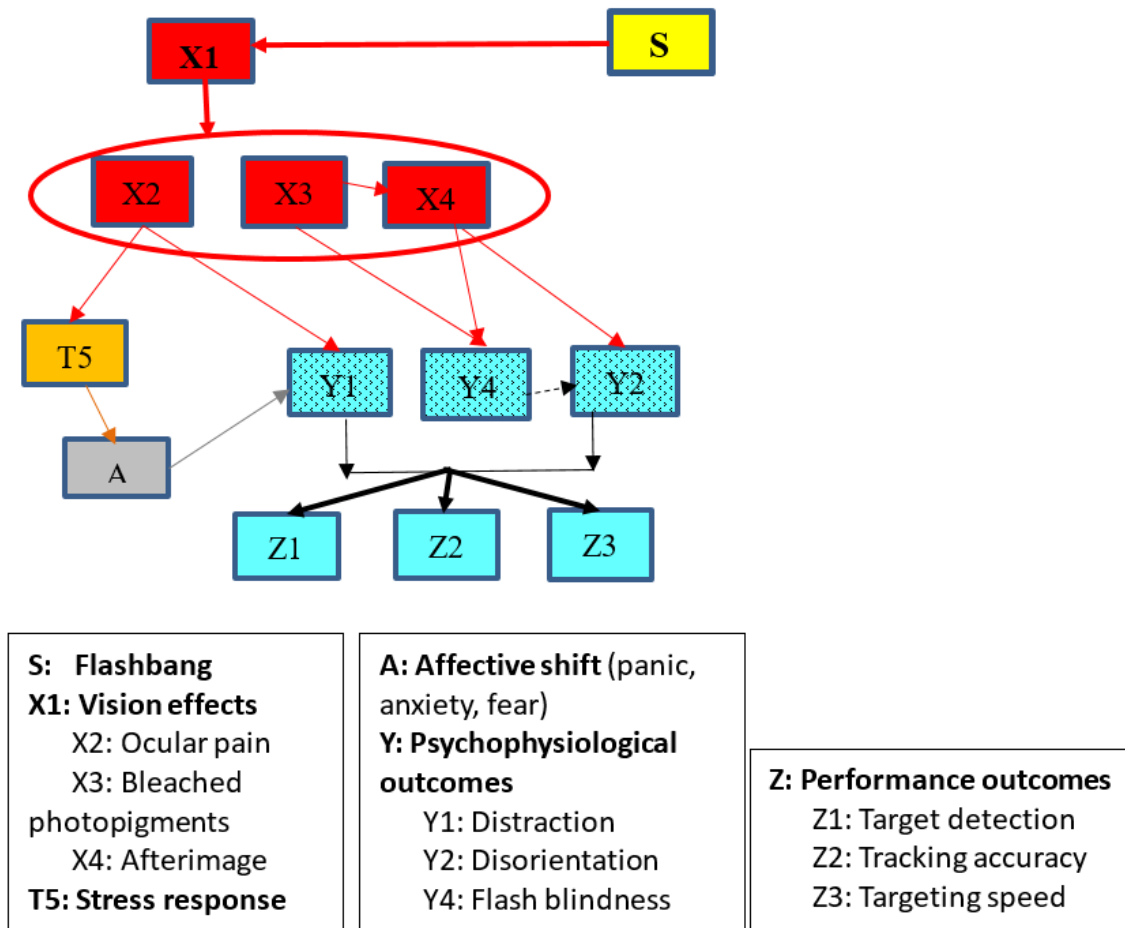 X1
S
X2
X3
X4
T5
Y1
Y4
Y2
A
Z1
Z2
Z3
S: Flashbang
X1: Vision effects
X2: Ocular pain
X3: Bleached
photopigments
X4: Afterimage
T5: Stress response
A: Affective shift (panic,
anxiety, fear)
Y: Psychophysiological
outcomes
Y1: Distraction
Y2: Disorientation
Y4: Flash blindness
Z: Performance outcomes
Z1: Target detection
Z2: Tracking accuracy
Z3: Targeting speed